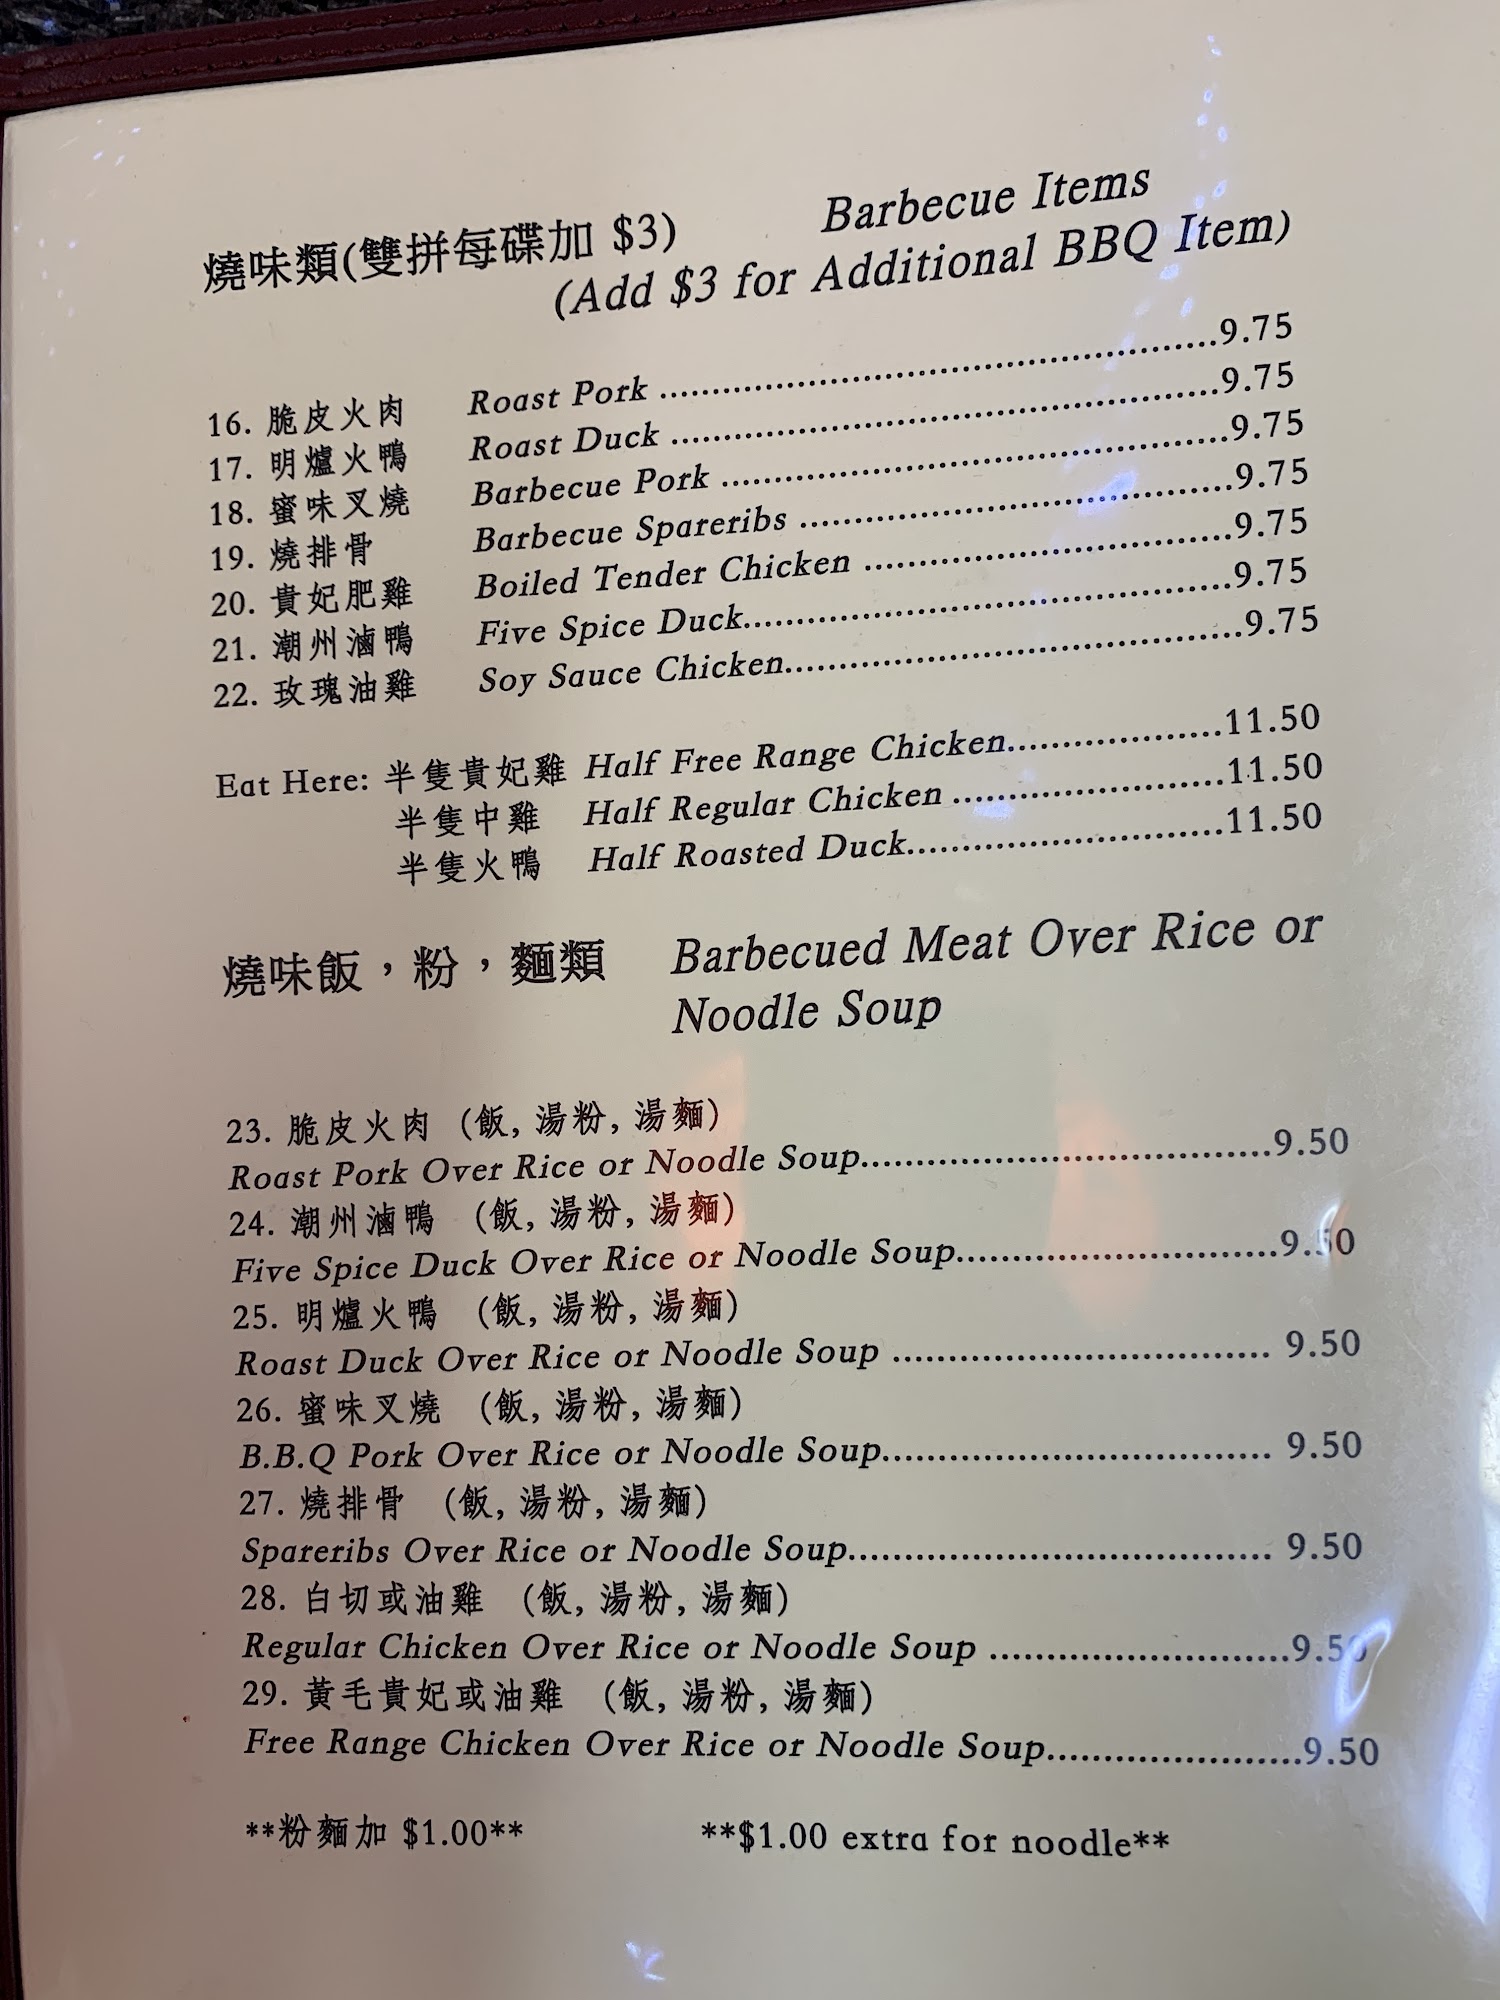 燒味類(雙拼每碟加 $3) Barbecue Items
(Add $3 for Additional BBQ Item)
16. 脆皮火肉 Roast Pork ................................................9.75
17. 明爐火鴨 Roast Duck ................................................9.75
18. 蜜味叉燒 Barbecue Pork ............................................9.75
19. 燒排骨 Barbecue Spareribs ......................................9.75
20. 貴妃肥雞 Boiled Tender Chicken ................................9.75
21. 潮州滷鴨 Five Spice Duck..........................................9.75
22. 玫瑰油雞 Soy Sauce Chicken.......................................9.75
Eat Here: 半隻貴妃雞 Half Free Range Chicken...................11.50
半隻中雞 Half Regular Chicken ........................11.50
半隻火鴨 Half Roasted Duck............................11.50
燒味飯，粉，麵類 Barbecued Meat Over Rice or
Noodle Soup
23. 脆皮火肉 (飯, 湯粉, 湯麵)
Roast Pork Over Rice or Noodle Soup....................................9.50
24. 潮州滷鴨 (飯, 湯粉, 湯麵)
Five Spice Duck Over Rice or Noodle Soup............................9.50
25. 明爐火鴨 (飯, 湯粉, 湯麵)
Roast Duck Over Rice or Noodle Soup ................................. 9.50
26. 蜜味叉燒 (飯, 湯粉, 湯麵)
B.B.Q Pork Over Rice or Noodle Soup.................................. 9.50
27. 燒排骨 (飯, 湯粉, 湯麵)
Spareribs Over Rice or Noodle Soup..................................... 9.50
28. 白切或油雞 (飯, 湯粉, 湯麵)
Regular Chicken Over Rice or Noodle Soup ..........................9.50
29. 黃毛貴妃或油雞 (飯, 湯粉, 湯麵)
Free Range Chicken Over Rice or Noodle Soup......................9.50
**粉麵加 $1.00** **$1.00 extra for noodle**